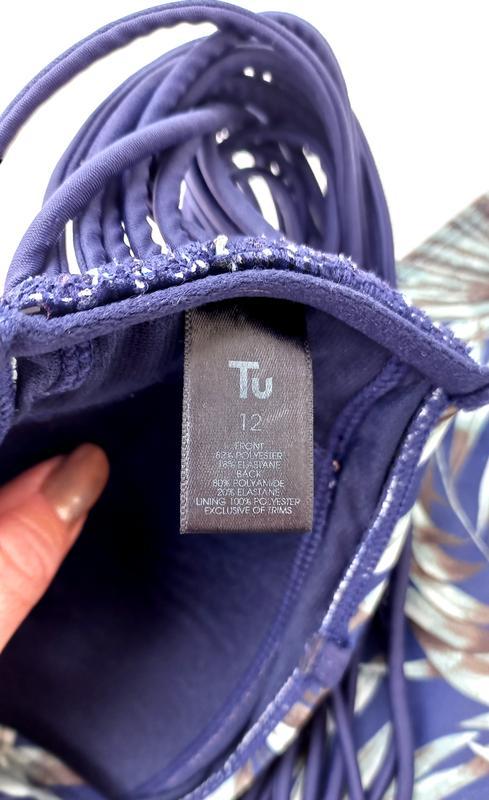 Tu
12
FRONT
82% POLYESTER
18% ELASTANE
BACK
80% POLYAMIDE
20% ELASTANE
LINING 100% POLYESTER
EXCLUSIVE OF TRIMS